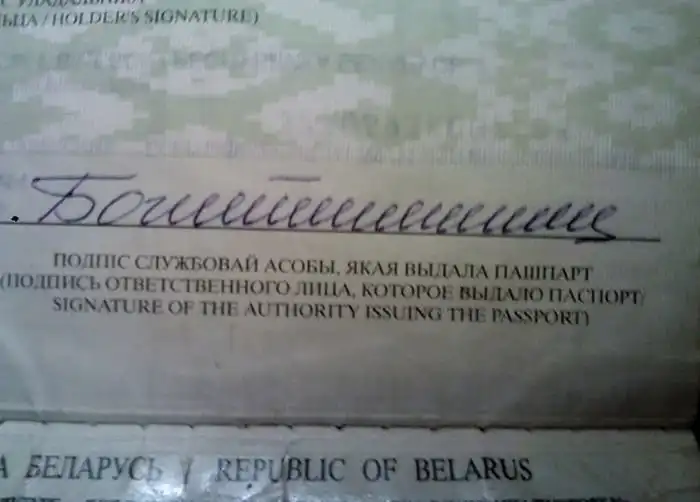 ЬЦА / HOLDER'S SIGNATURE)
ПОДПІС СЛУЖБОВАЙ АСОБЫ, ЯКАЯ ВЫДАЛА ПАШПАРТ
(ПОДПИСЬ ОТВЕТСТВЕННОГО ЛИЦА, КОТОРОЕ ВЫДАЛО ПАСПОРТ/
SIGNATURE OF THE AUTHORITY ISSUING THE PASSPORT)
А БЕЛАРУСЬ / REPUBLIC OF BELARUS